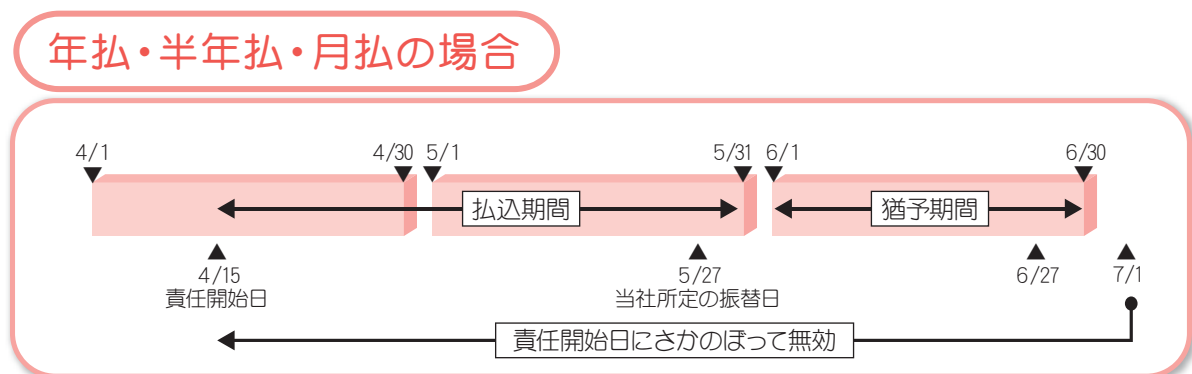 年払・半年払・月払の場合
4/1
4/30
5/1
5/31
6/1
6/30
払込期間
猶予期間
4/15
責任開始日
5/27
当社所定の振替日
6/27
7/1
責任開始日にさかのぼって無効